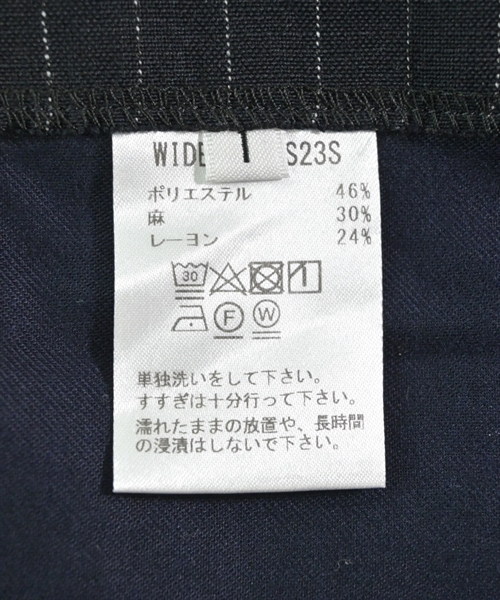 WIDE 1 S23S
ポリエステル 46%
麻 30%
レーヨン 24%
30
F W
単独洗いをして下さい。
すすぎは十分行って下さい。
濡れたままの放置や、長時間
の浸漬はしないで下さい。